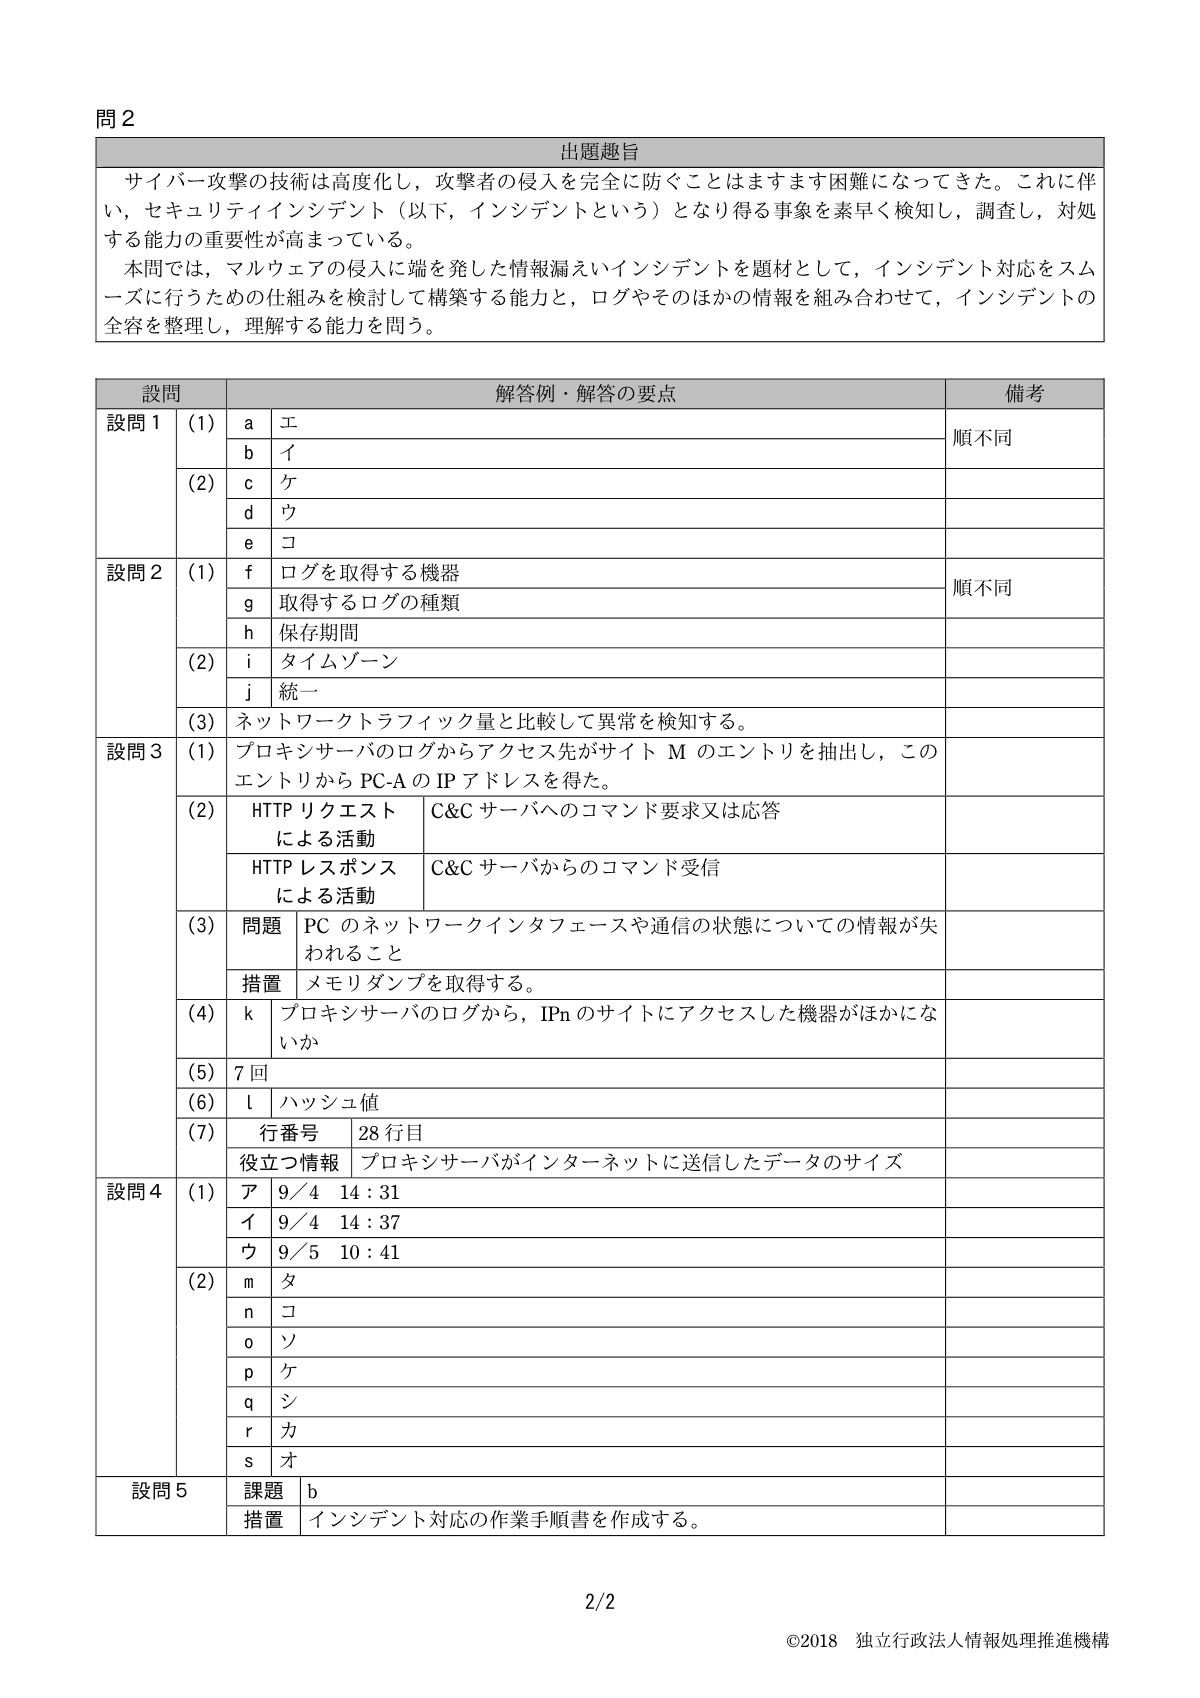 問２
出題趣旨
サイバー攻撃の技術は高度化し，攻撃者の侵入を完全に防ぐことはますます困難になってきた。これに伴
い，セキュリティインシデント（以下，インシデントという）となり得る事象を素早く検知し，調査し，対処
する能力の重要性が高まっている。
本問では，マルウェアの侵入に端を発した情報漏えいインシデントを題材として，インシデント対応をスム
ーズに行うための仕組みを検討して構築する能力と，ログやそのほかの情報を組み合わせて，インシデントの
全容を整理し，理解する能力を問う。
設問 解答例・解答の要点 備考
設問１ (1) a エ 順不同
b イ
(2) c ケ
d ウ
e コ
設問２ (1) f ログを取得する機器 順不同
g 取得するログの種類
h 保存期間
(2) i タイムゾーン
j 統一
(3) ネットワークトラフィック量と比較して異常を検知する。
設問３ (1) プロキシサーバのログからアクセス先がサイト M のエントリを抽出し，この
エントリから PC-A の IP アドレスを得た。
(2) HTTP リクエスト C&C サーバへのコマンド要求又は応答
による活動
HTTP レスポンス C&C サーバからのコマンド受信
による活動
(3) 問題 PC のネットワークインタフェースや通信の状態についての情報が失
われること
措置 メモリダンプを取得する。
(4) k プロキシサーバのログから，IPn のサイトにアクセスした機器がほかにな
いか
(5) 7 回
(6) l ハッシュ値
(7) 行番号 28 行目
役立つ情報 プロキシサーバがインターネットに送信したデータのサイズ
設問４ (1) ア 9／4 14：31
イ 9／4 14：37
ウ 9／5 10：41
(2) m タ
n コ
o ソ
p ケ
q シ
r カ
s オ
設問５ 課題 b
措置 インシデント対応の作業手順書を作成する。
2/2
©2018 独立行政法人情報処理推進機構